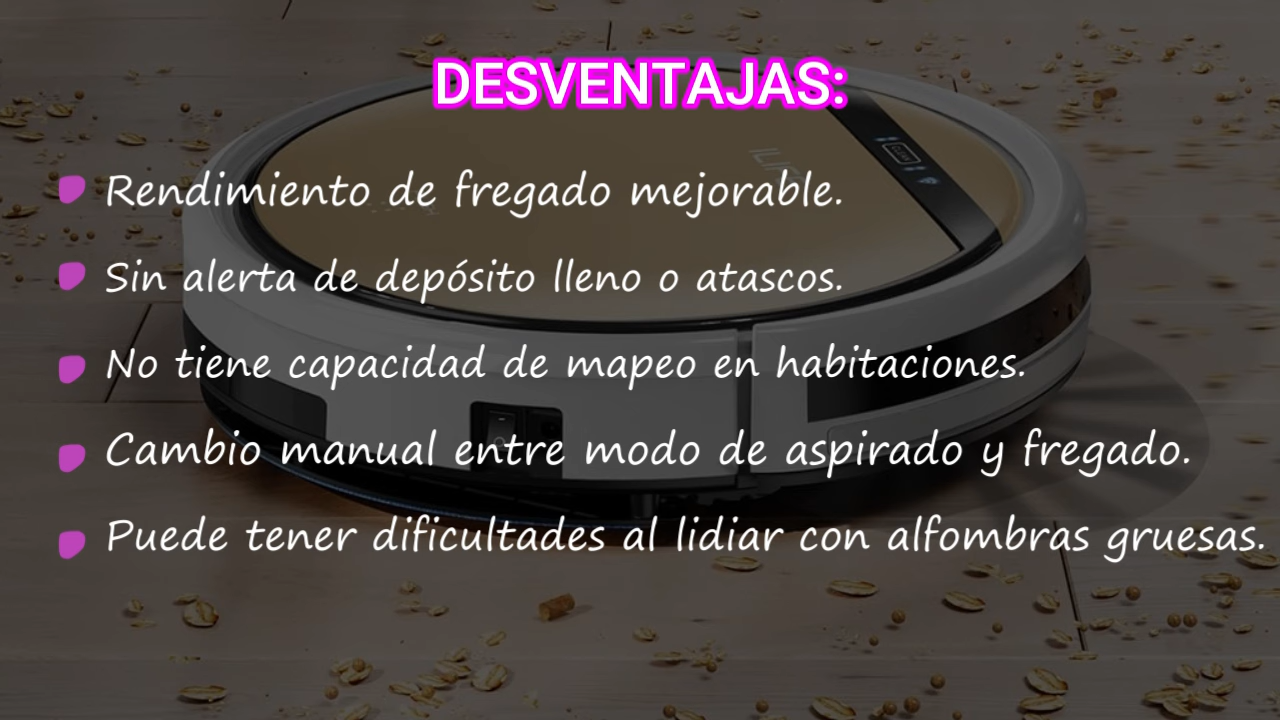 DESVENTAJAS:
Rendimiento de fregado mejorable.
Sin alerta de depósito lleno o atascos.
No tiene capacidad de mapeo en habitaciones.
Cambio manual entre modo de aspirado y fregado.
Puede tener dificultades al lidiar con alfombras gruesas.